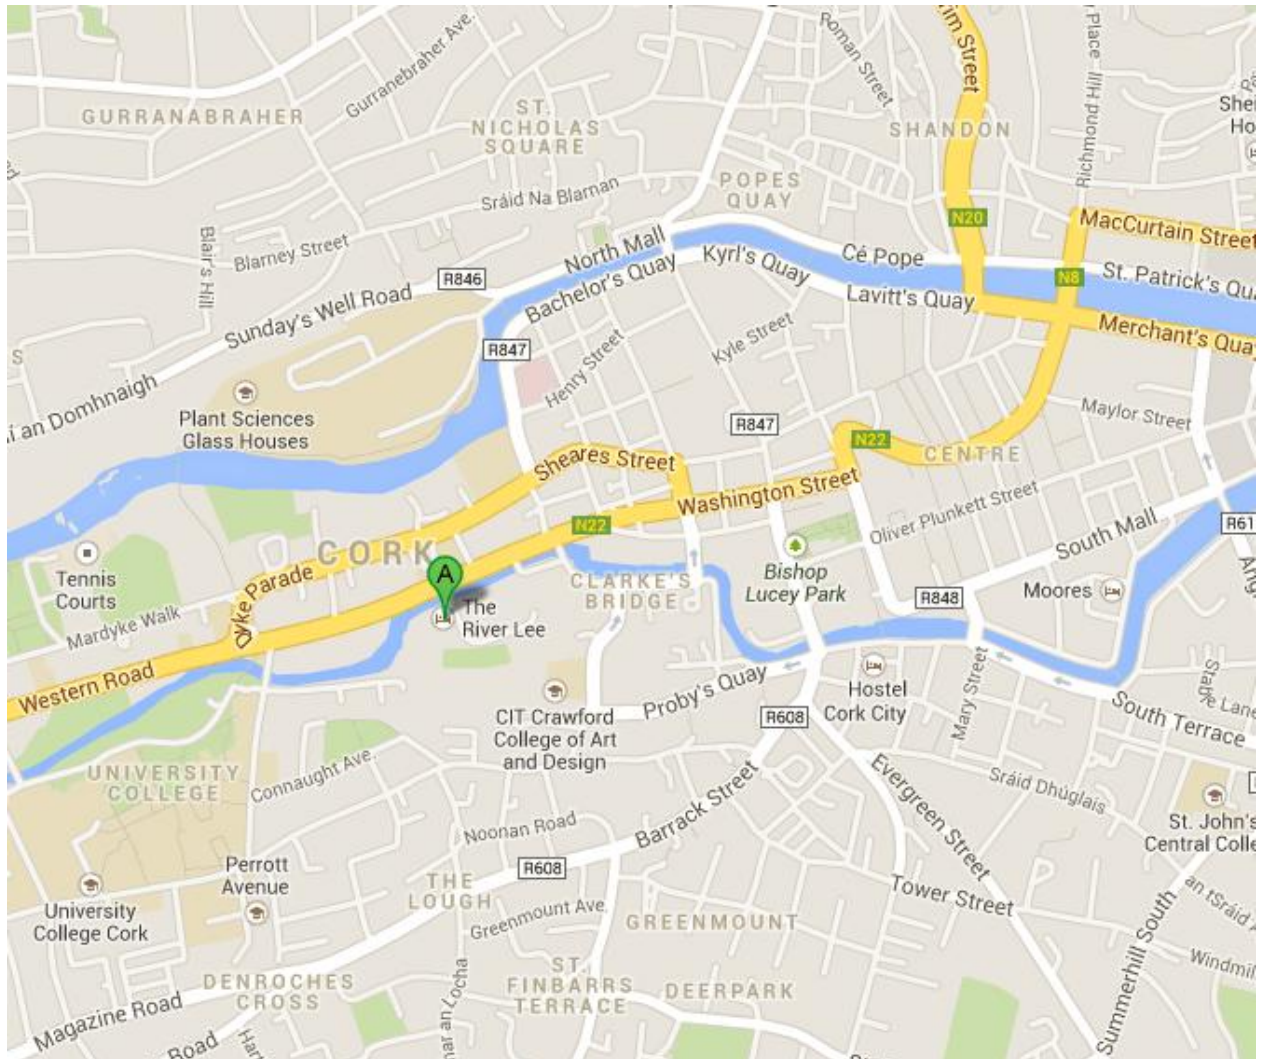 Gurranebraher Ave.
Roman Street
Richmond Hill
Place
GURRANABRAHER
ST.
NICHOLAS
SQUARE
SHANDON
POPES
QUAY
Sráid Na Blarnan
Blarney Street
Blair's Hill
N20
MacCurtain Street
North Mall
Bachelor's Quay
Kyrl's Quay
Cé Pope
N8
R846
Lavitt's Quay
Merchant's Quay
Sunday's Well Road
R847
Henry Street
Kyle Street
Plant Sciences
Glass Houses
R847
N22
CENTRE
Maylor Street
Sheares Street
Washington Street
Oliver Plunkett Street
South Mall
R61
N22
CORK
A
The
River Lee
CLARKE'S
BRIDGE
Bishop
Lucey Park
R848
Moores
Tennis
Courts
Mardyke Walk
yke Parade
Western Road
Proby's Quay
Hostel
Cork City
Mary Street
South Terrace
CIT Crawford
College of Art
and Design
R608
UNIVERSITY
COLLEGE
Connaught Ave.
Noonan Road
Barrack Street
Evergreen Street
Sráid Dhúglais
St. John's
Central Colle
Perrott
Avenue
R608
THE
LOUGH
Greenmount Ave.
GREENMOUNT
Tower Street
University
College Cork
DENROCHES
CROSS
ST.
FINBARRS
TERRACE
DEERPARK
Summerhill South
Magazine Road
Road